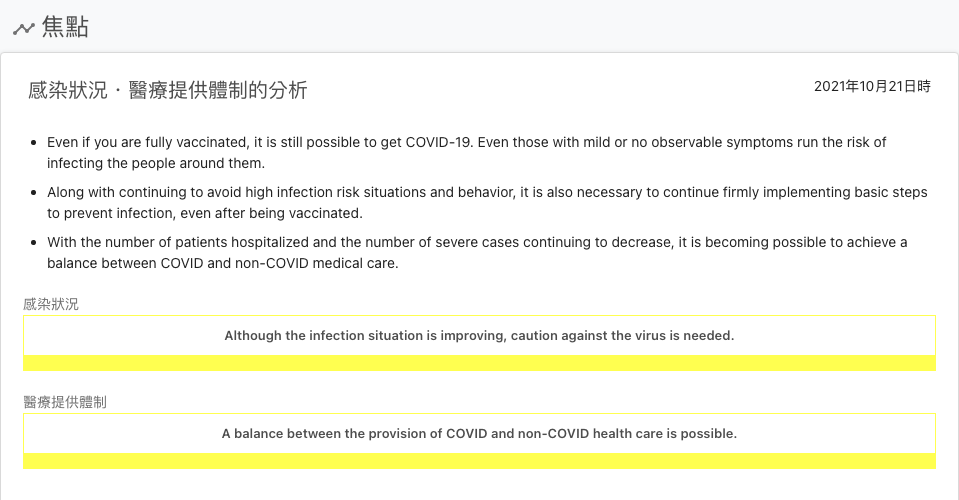 焦點
感染狀況・醫療提供體制的分析
2021年10月21日時
Even if you are fully vaccinated, it is still possible to get COVID-19. Even those with mild or no observable symptoms run the risk of
infecting the people around them.
Along with continuing to avoid high infection risk situations and behavior, it is also necessary to continue firmly implementing basic steps
to prevent infection, even after being vaccinated.
With the number of patients hospitalized and the number of severe cases continuing to decrease, it is becoming possible to achieve a
balance between COVID and non-COVID medical care.
感染狀況
Although the infection situation is improving, caution against the virus is needed.
醫療提供體制
A balance between the provision of COVID and non-COVID health care is possible.